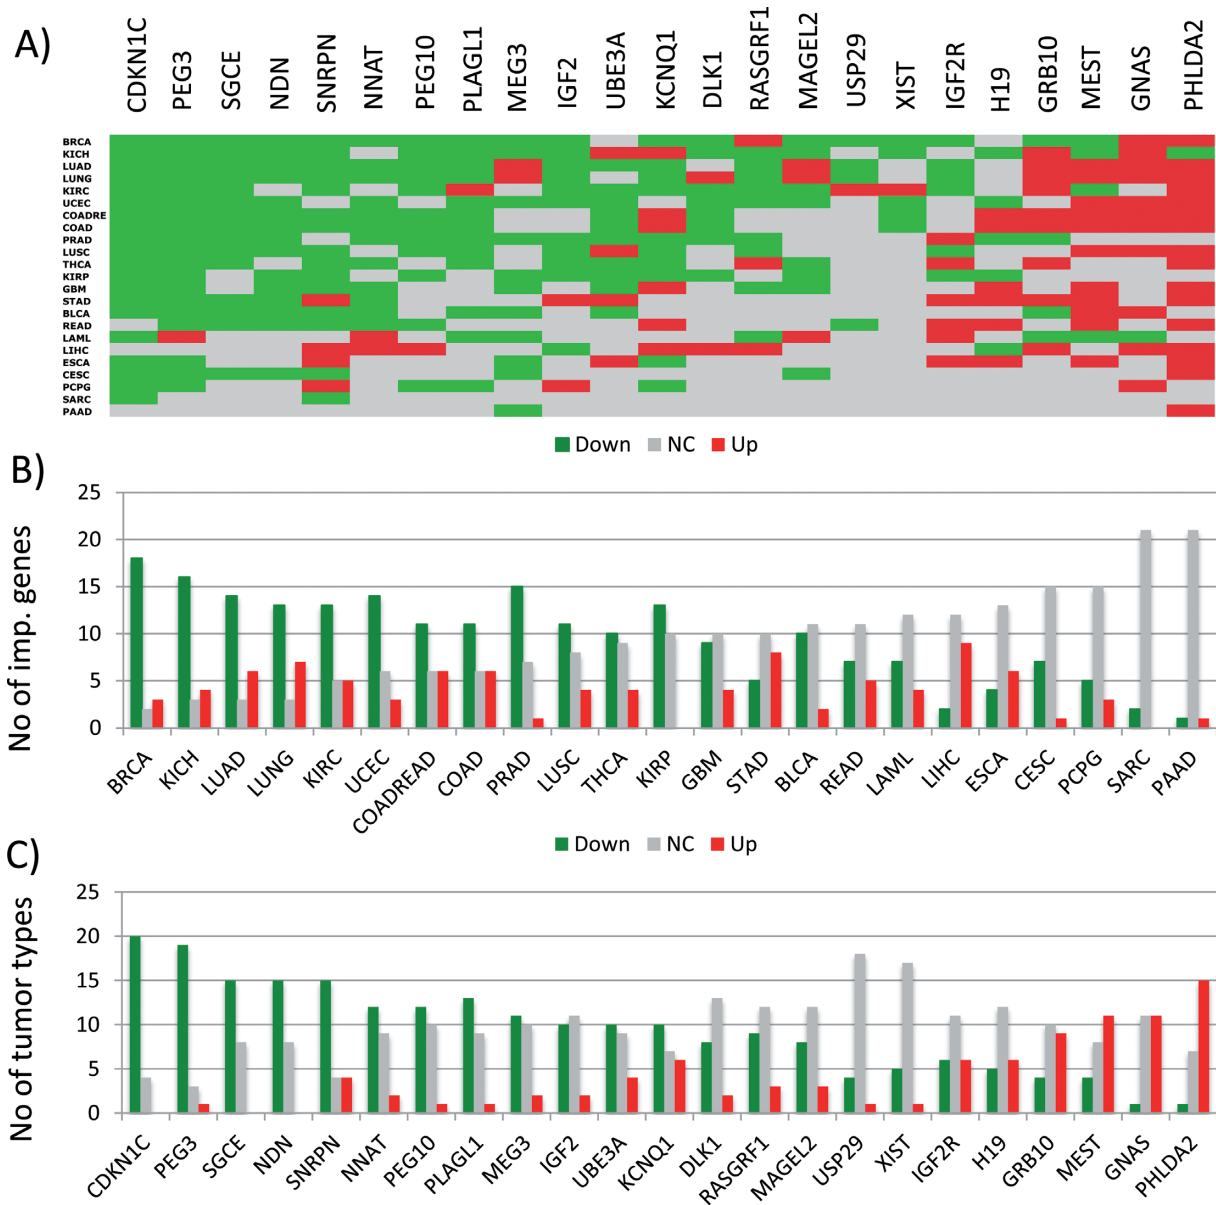 A)
CDKN1C PEG3 SGCE NDN SNRPN NNAT PEG10 PLAGL1 MEG3 IGF2 UBE3A KCNQ1 DLK1 RASGRF1 MAGEL2 USP29 XIST IGF2R H19 GRB10 MEST GNAS PHLDA2
BRCA
KICH
LUAD
LUNG
KIRC
UCEC
COADRE
COAD
PRAD
LUSC
THCA
KIRP
GBM
STAD
BLCA
READ
LAML
LIHC
ESCA
CESC
PCPG
SARC
PAAD
Down NC Up
B)
No of imp. genes
25
20
15
10
5
0
BRCA KICH LUAD LUNG KIRC UCEC COADREAD COAD PRAD LUSC THCA KIRP GBM STAD BLCA READ LAML LIHC ESCA CESC PCPG SARC PAAD
Down NC Up
C)
No of tumor types
25
20
15
10
5
0
CDKN1C PEG3 SGCE NDN SNRPN NNAT PEG10 PLAGL1 MEG3 IGF2 UBE3A KCNQ1 DLK1 RASGRF1 MAGEL2 USP29 XIST IGF2R H19 GRB10 MEST GNAS PHLDA2